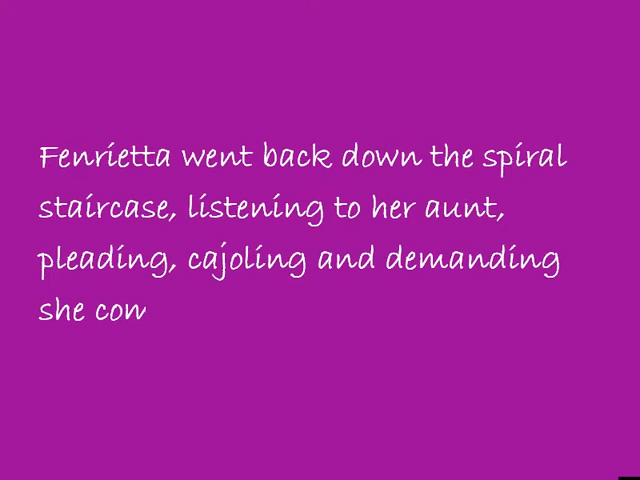 Fenrietta went back down the spiral
staircase, listening to her aunt,
pleading, cajoling and demanding
she con